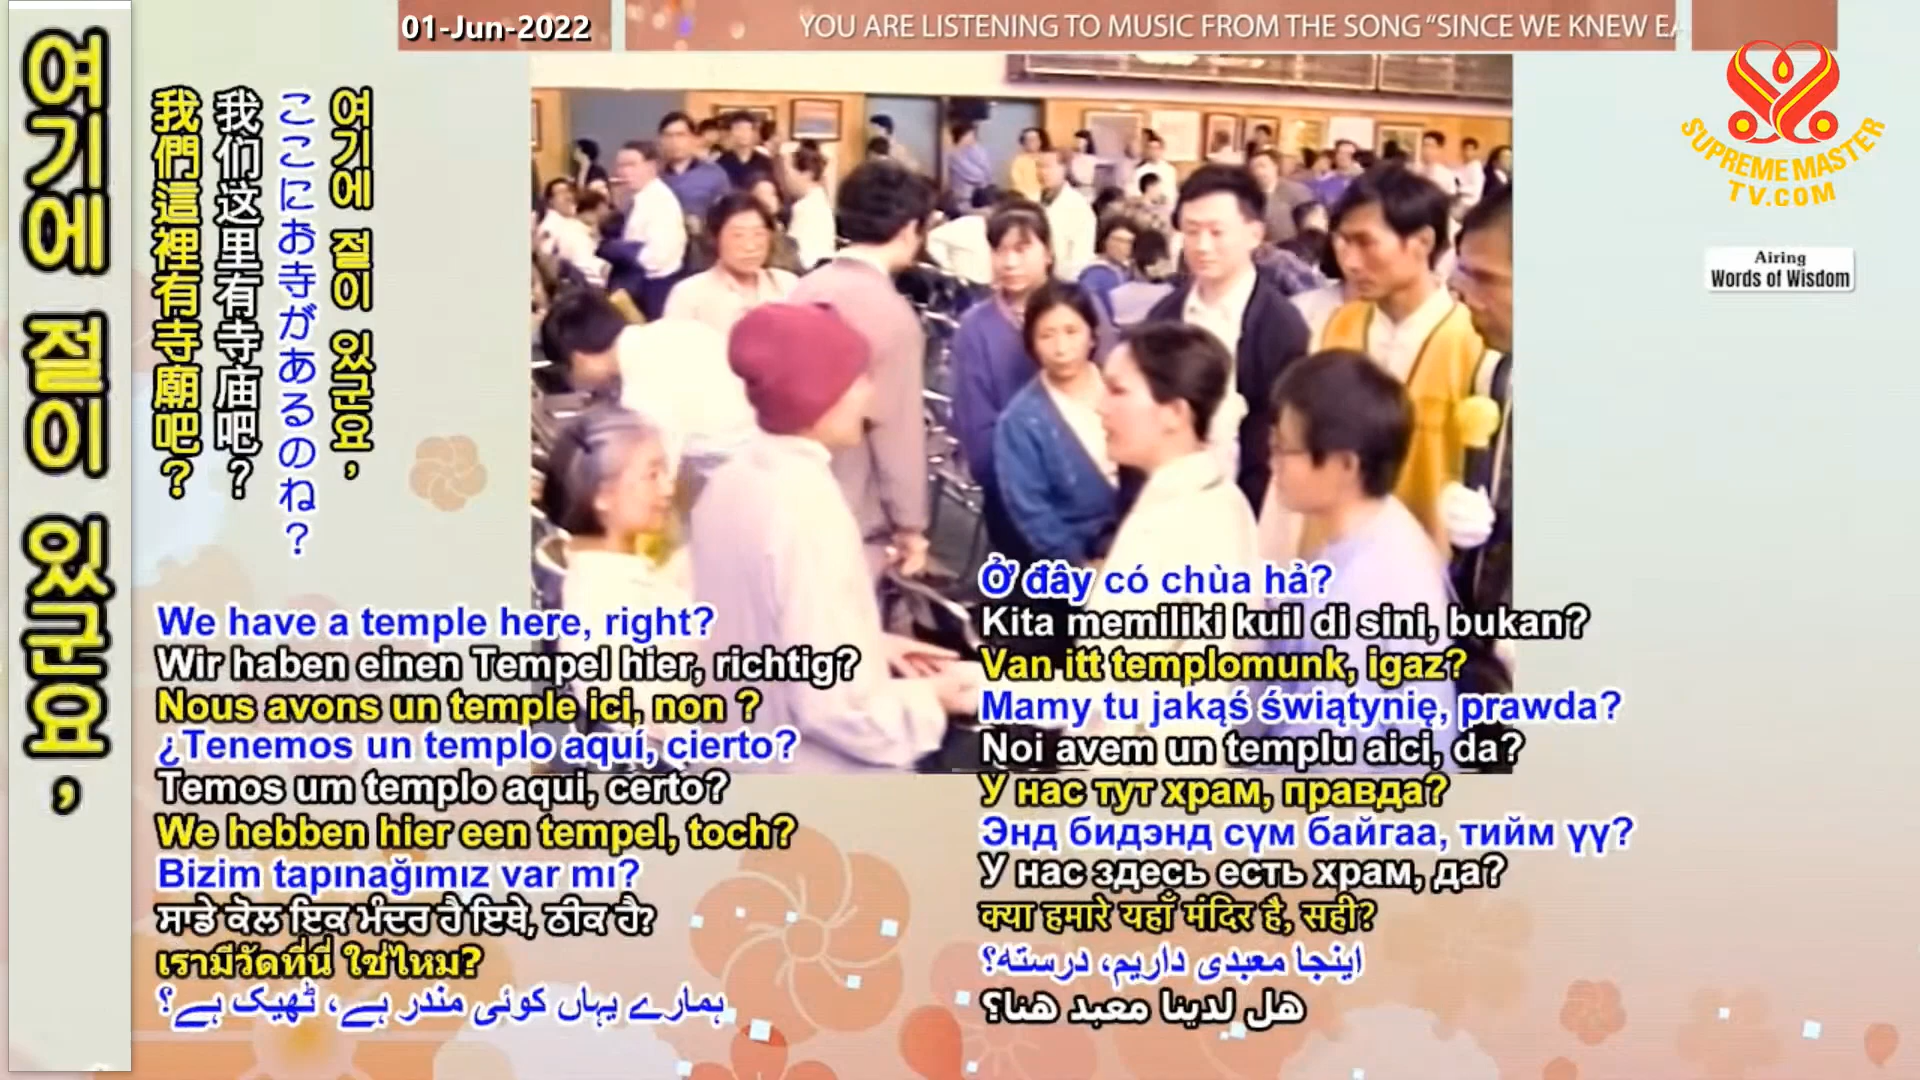 01-Jun-2022
YOU ARE LISTENING TO MUSIC FROM THE SONG “SINCE WE KNEW
SUPREME MASTER
TV.COM
Airing
Words of Wisdom
여기에 절이 있군요,
여기에 절이 있군요,
ここにお寺があるのね？
我们这里有寺庙吧？
我們這裡有寺廟吧？
We have a temple here, right?
Wir haben einen Tempel hier, richtig?
Nous avons un temple ici, non ?
¿Tenemos un templo aquí, cierto?
Temos um templo aqui, certo?
We hebben hier een tempel, toch?
Bizim tapınağımız var mı?
ਸਾਡੇ ਕੋਲ ਇਕ ਮੰਦਰ ਹੈ ਇਥੇ, ਠੀਕ ਹੈ?
เรามีวัดที่นี่ ใช่ไหม?
ہمارے یہاں کوئی مندر ہے، ٹھیک ہے؟
Ở đây có chùa hả?
Kita memiliki kuil di sini, bukan?
Van itt templomunk, igaz?
Mamy tu jakąś świątynię, prawda?
Noi avem un templu aici, da?
У нас тут храм, правда?
Энд бидэнд сүм байгаа, тийм үү?
У нас здесь есть храм, да?
क्या हमारे यहाँ मंदिर है, सही?
اینجا معبدی داریم، درسته؟
هل لدينا معبد هنا؟